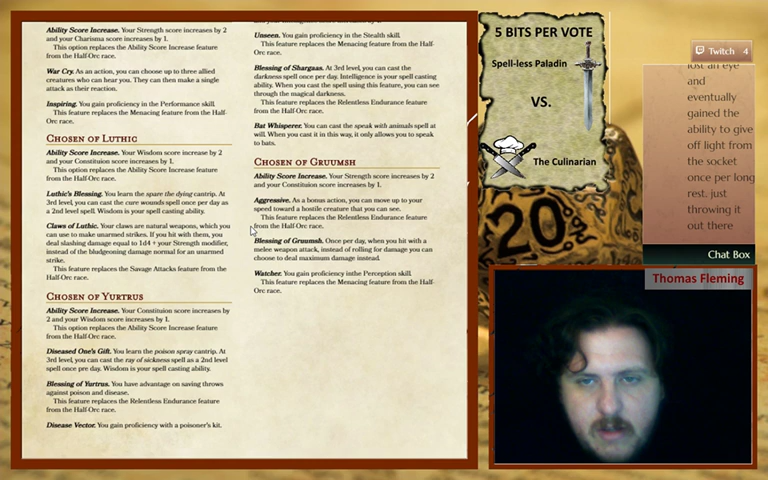 Ability Score Increase. Your Strength score increases by 2
and your Charisma score increases by 1.
This option replaces the Ability Score Increase feature
from the Half-Orc race.
War Cry. As an action, you can choose up to three allied
creatures who can hear you. They can then make a single
attack as their reaction.
Inspiring. You gain proficiency in the Performance skill.
This feature replaces the Menacing feature from the Half-
Orc race.
CHOSEN OF LUTHIC
Ability Score Increase. Your Wisdom score increase by 2
and your Constituion score increases by 1.
This option replaces the Ability Score Increase feature
from the Half-Orc race.
Luthic's Blessing. You learn the spare the dying cantrip. At
3rd level, you can cast the cure wounds spell once per day as
a 2nd level spell. Wisdom is your spell casting ability.
Claws of Luthic. Your claws are natural weapons, which you
can use to make unarmed strikes. If you hit with them, you
deal slashing damage equal to 1d4 + your Strength modifier,
instead of the bludgeoning damage normal for an unarmed
strike.
This feature replaces the Savage Attacks feature from the
Half-Orc race.
CHOSEN OF YURTRUS
Ability Score Increase. Your Constituion score increases by
2 and your Wisdom score increases by 1.
This option replaces the Ability Score Increase feature
from the Half-Orc race.
Diseased One's Gift. You learn the poison spray cantrip. At
3rd level, you can cast the ray of sickness spell as a 2nd level
spell once per day. Wisdom is your spell casting ability.
Blessing of Yurtrus. You have advantage on saving throws
against poison and disease.
This feature replaces the Relentless Endurance feature
from the Half-Orc race.
Disease Vector. You gain proficiency with a poisoner's kit.
Unseen. You gain proficiency in the Stealth skill.
This feature replaces the Menacing feature from the Half-
Orc race.
Blessing of Shargaas. At 3rd level, you can cast the
darkness spell once per day. Intelligence is your spell casting
ability. When you cast the spell using this feature, you can see
through the magical darkness.
This feature replaces the Relentless Endurance feature
from the Half-Orc race.
Bat Whisperer. You can cast the speak with animals spell at
will. When you cast it in this way, it only allows you to speak
to bats.
CHOSEN OF GRUUMSH
Ability Score Increase. Your Strength score increases by 2
and your Constituion score increases by 1.
Aggressive. As a bonus action, you can move up to your
speed toward a hostile creature that you can see.
This feature replaces the Relentless Endurance feature
from the Half-Orc race.
Blessing of Gruumsh. Once per day, when you hit with a
melee weapon attack, instead of rolling for damage you can
choose to deal maximum damage instead.
Watcher. You gain proficiency inthe Perception skill.
This feature replaces the Menacing feature from the Half-
Orc race.
5 BITS PER VOTE
Spell-less Paladin
VS.
The Culinarian
20
Twitch 4
lost an eye
and
eventually
gained the
ability to give
off light from
the socket
once per long
rest. just
throwing it
out there
Chat Box
Thomas Fleming